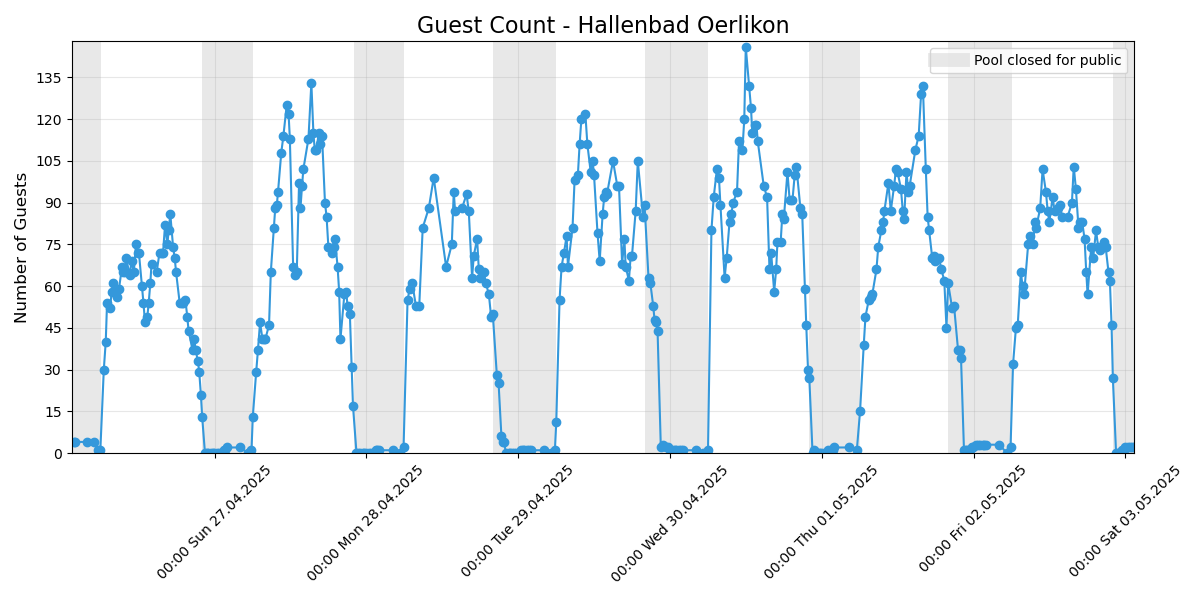 Guest Count - Hallenbad Oerlikon
Pool closed for public
Number of Guests
135
120
105
90
75
60
45
30
15
0
00:00 Sun 27.04.2025
00:00 Mon 28.04.2025
00:00 Tue 29.04.2025
00:00 Wed 30.04.2025
00:00 Thu 01.05.2025
00:00 Fri 02.05.2025
00:00 Sat 03.05.2025